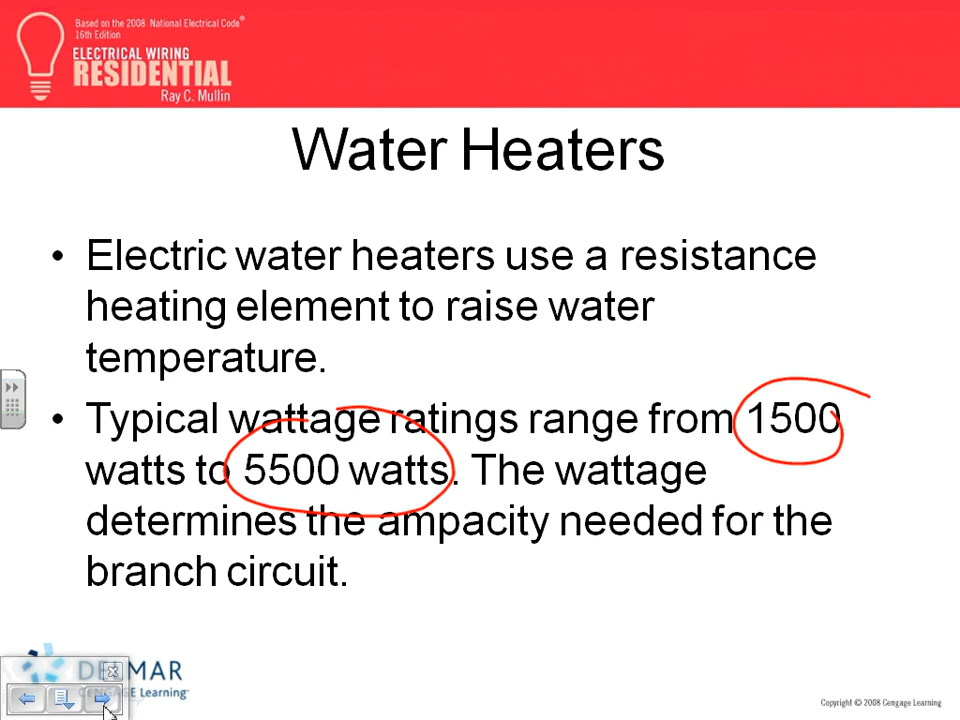 Based on the 2008 National Electrical Code®
16th Edition
ELECTRICAL WIRING
RESIDENTIAL
Ray C. Mullin
Water Heaters
• Electric water heaters use a resistance
heating element to raise water
temperature.
• Typical wattage ratings range from 1500
watts to 5500 watts. The wattage
determines the ampacity needed for the
branch circuit.
DELMAR
CENGAGE Learning™
Copyright © 2008 Cengage Learning